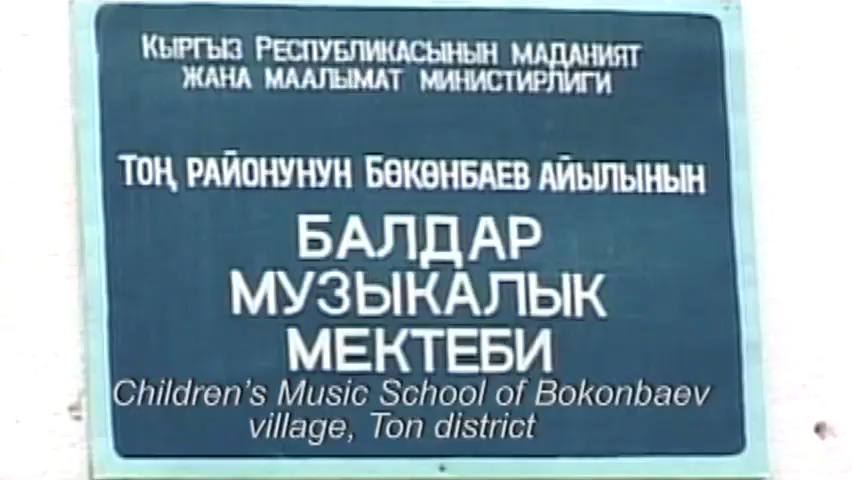 КЫРГЫЗ РЕСПУБЛИКАСЫНЫН МАДАНИЯТ
ЖАНА МААЛЫМАТ МИНИСТИРЛИГИ
ТОҢ РАЙОНУНУН БӨКӨНБАЕВ АЙЫЛЫНЫН
БАЛДАР
МУЗЫКАЛЫК
МЕКТЕБИ
Children's Music School of Bokonbaev
village, Ton district